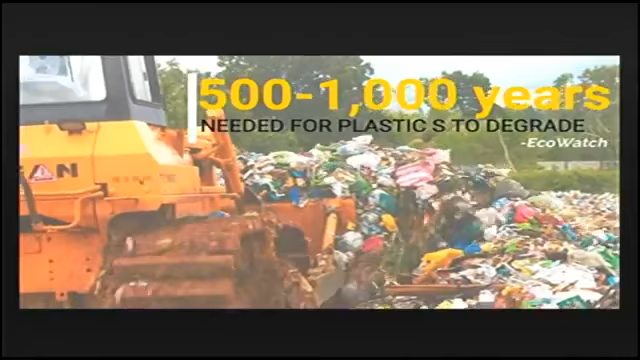 500-1,000 years
NEEDED FOR PLASTIC S TO DEGRADE
-EcoWatch
AN